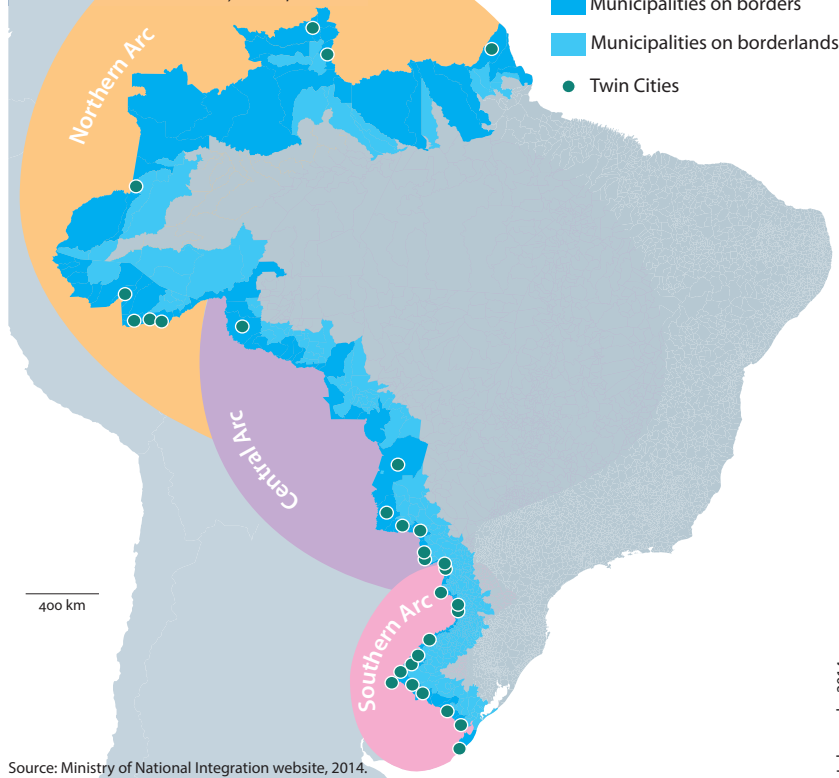 Municipalities on borders
Municipalities on borderlands
Twin Cities
Northern Arc
Central Arc
Southern Arc
400 km
Source: Ministry of National Integration website, 2014.
2014